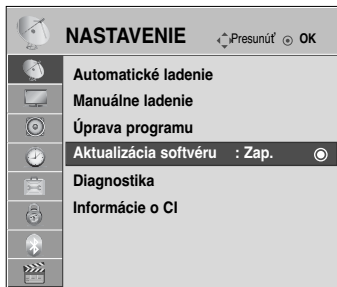 NASTAVENIE Presunúť OK
Automatické ladenie
Manuálne ladenie
Úprava programu
Aktualizácia softvéru : Zap.
Diagnostika
Informácie o CI